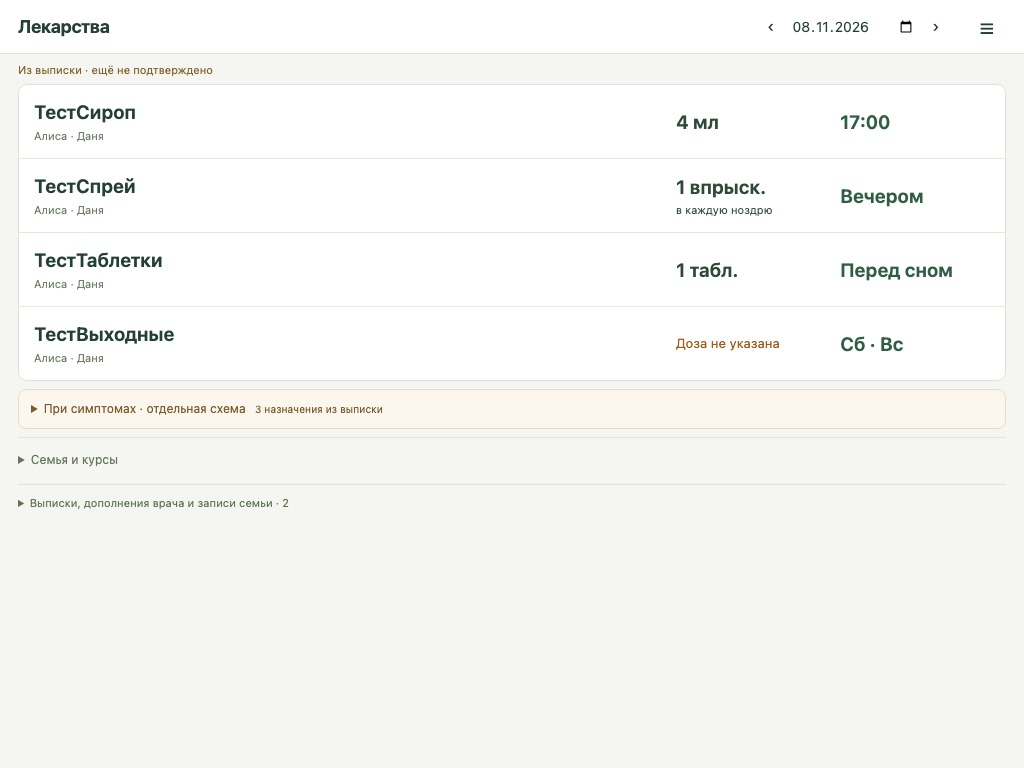 Лекарства
‹ 08.11.2026 ›
Из выписки · ещё не подтверждено
ТестСироп
Алиса · Даня
4 мл
17:00
ТестСпрей
Алиса · Даня
1 впрыск.
в каждую ноздрю
Вечером
ТестТаблетки
Алиса · Даня
1 табл.
Перед сном
ТестВыходные
Алиса · Даня
Доза не указана
Сб · Вс
При симптомах · отдельная схема 3 назначения из выписки
Семья и курсы
Выписки, дополнения врача и записи семьи · 2